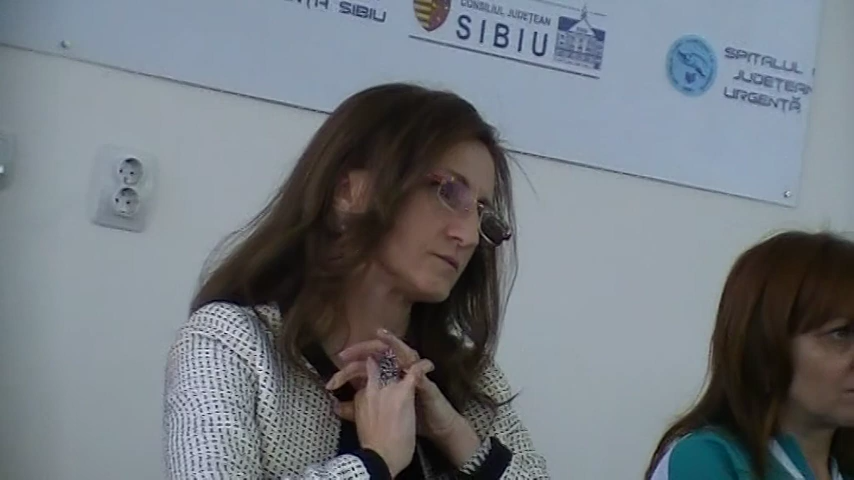 SIBIU
CONSILIUL JUDEȚEAN
SIBIU
SPITALUL
JUDEȚEAN
URGENȚĂ